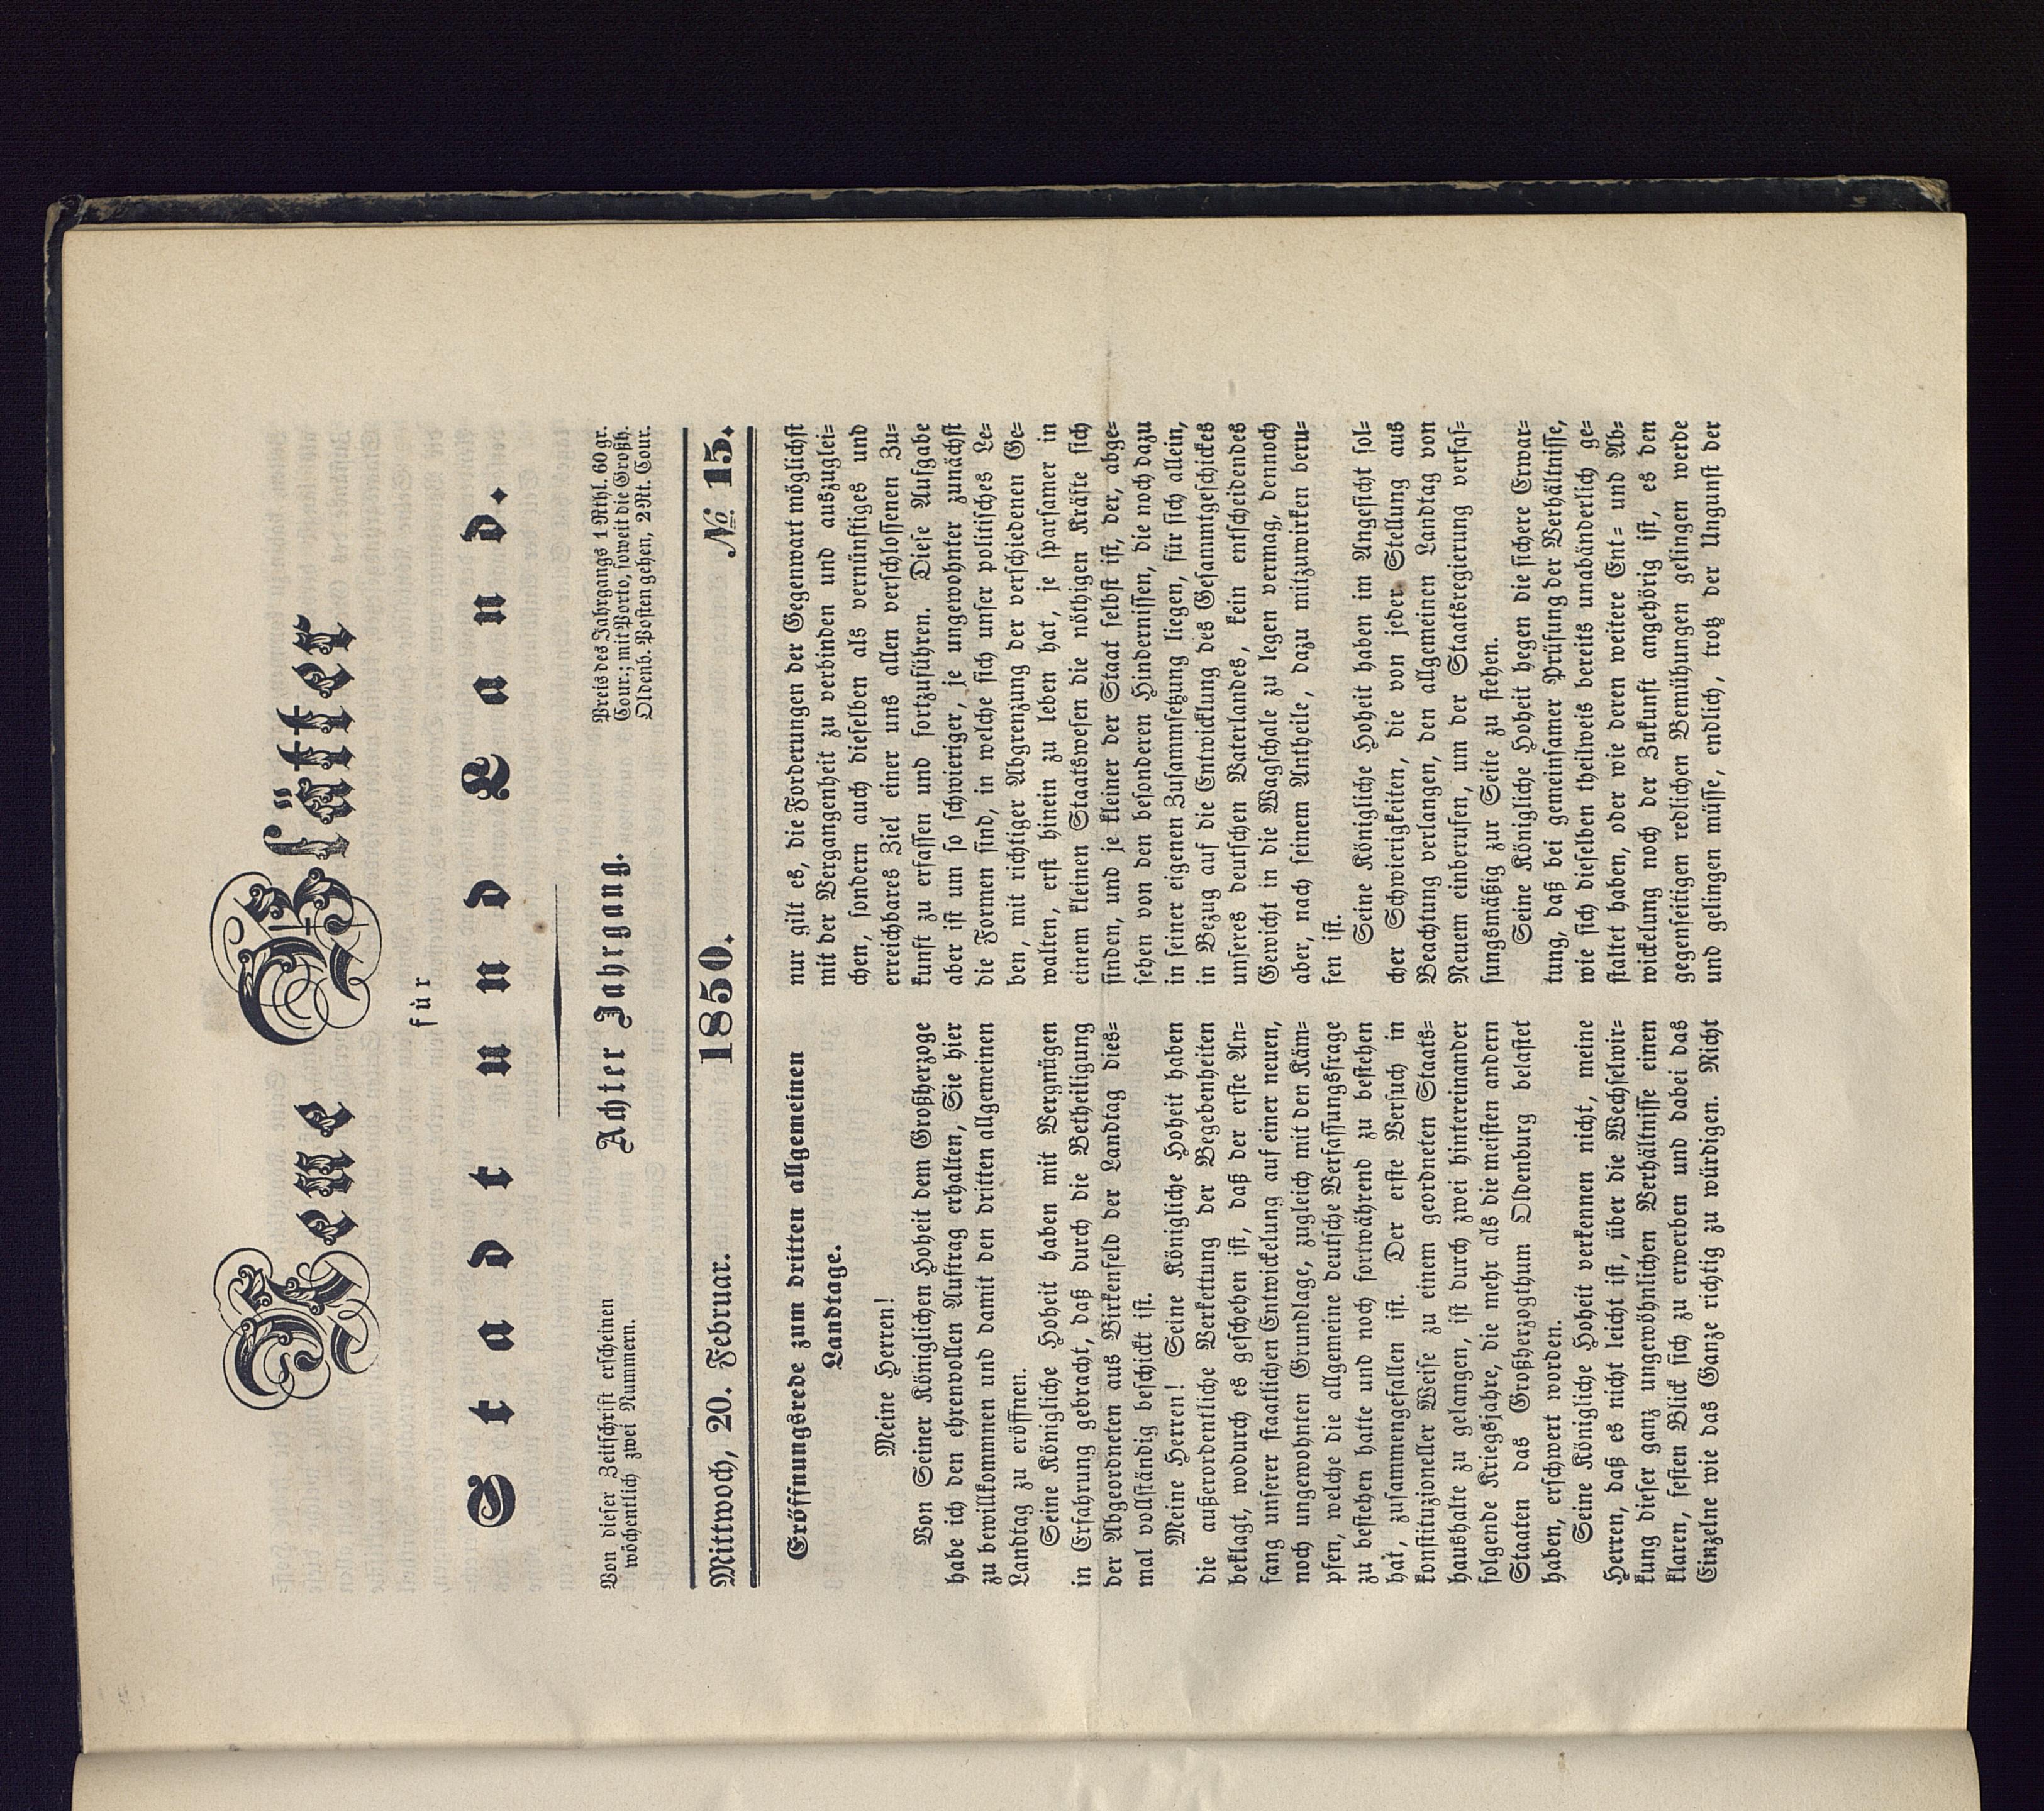 Neue Blätter
für
Stadt und Land.
Achter Jahrgang.
Von dieser Zeitschrift erscheinen
wöchentlich zwei Nummern.
Preis des Jahrgangs 1 Rthl. 60 gr.
Cour.; mit Porto, soweit die Großh.
Oldenb. Posten gehen, 2 Rt. Cour.
Mittwoch, 20. Februar. 1850. No. 15.
Eröffnungsrede zum dritten allgemeinen
Landtage.
Meine Herren!
Von Seiner Königlichen Hoheit dem Großherzoge
habe ich den ehrenvollen Auftrag erhalten, Sie hier
zu bewillkommnen und damit den dritten allgemeinen
Landtag zu eröffnen.
Seine Königliche Hoheit haben mit Vergnügen
in Erfahrung gebracht, daß durch die Betheiligung
der Abgeordneten aus Birkenfeld der Landtag dies=
mal vollständig beschickt ist.
Meine Herren! Seine Königliche Hoheit haben
die außerordentliche Verkettung der Begebenheiten
beklagt, wodurch es geschehen ist, daß der erste An=
fang unserer staatlichen Entwickelung auf einer neuen,
noch ungewohnten Grundlage, zugleich mit den Käm=
pfen, welche die allgemeine deutsche Verfassungsfrage
zu bestehen hatte und noch fortwährend zu bestehen
hat, zusammengefallen ist. Der erste Versuch in
konstituzioneller Weise zu einem geordneten Staats=
haushalte zu gelangen, ist durch zwei hintereinander
folgende Kriegsjahre, die mehr als die meisten andern
Staaten das Großherzogthum Oldenburg belastet
haben, erschwert worden.
Seine Königliche Hoheit verkennen nicht, meine
Herren, daß es nicht leicht ist, über die Wechselwir=
kung dieser ganz ungewöhnlichen Verhältnisse einen
klaren, festen Blick sich zu erwerben und dabei das
Einzelne wie das Ganze richtig zu würdigen. Nicht
nur gilt es, die Forderungen der Gegenwart möglichst
mit der Vergangenheit zu verbinden und auszuglei=
chen, sondern auch dieselben als vernünftiges und
erreichbares Ziel einer uns allen verschlossenen Zu=
kunft zu erfassen und fortzuführen. Diese Aufgabe
aber ist um so schwieriger, je ungewohnter zunächst
die Formen sind, in welche sich unser politisches Le=
ben, mit richtiger Abgrenzung der verschiedenen Ge=
walten, erst hinein zu leben hat, je sparsamer in
einem kleinen Staatswesen die nöthigen Kräfte sich
finden, und je kleiner der Staat selbst ist, der, abge=
sehen von den besonderen Hindernissen, die noch dazu
in seiner eigenen Zusammsetzung liegen, für sich allein,
in Bezug auf die Entwicklung des Gesammtgeschickes
unseres deutschen Vaterlandes, kein entscheidendes
Gewicht in die Wagschale zu legen vermag, dennoch
aber, nach seinem Antheile, dazu mitzuwirken beru=
fen ist.
Seine Königliche Hoheit haben im Angesicht sol=
cher Schwierigkeiten, die von jeder Stellung aus
Beachtung verlangen, den allgemeinen Landtag von
Neuem einberufen, um der Staatsregierung verfas=
sungsmäßig zur Seite zu stehen.
Seine Königliche Hoheit hegen die sichere Erwar=
tung, daß bei gemeinsamer Prüfung der Verhältnisse,
wie sich dieselben theilweis bereits unabänderlich ge=
staltet haben, oder wie deren weitere Ent= und Ab=
wickelung noch der Zukunft angehörig ist, es den
gegenseitigen redlichen Bemühungen gelingen werde
und gelingen müsse, endlich, trotz der Ungunst der